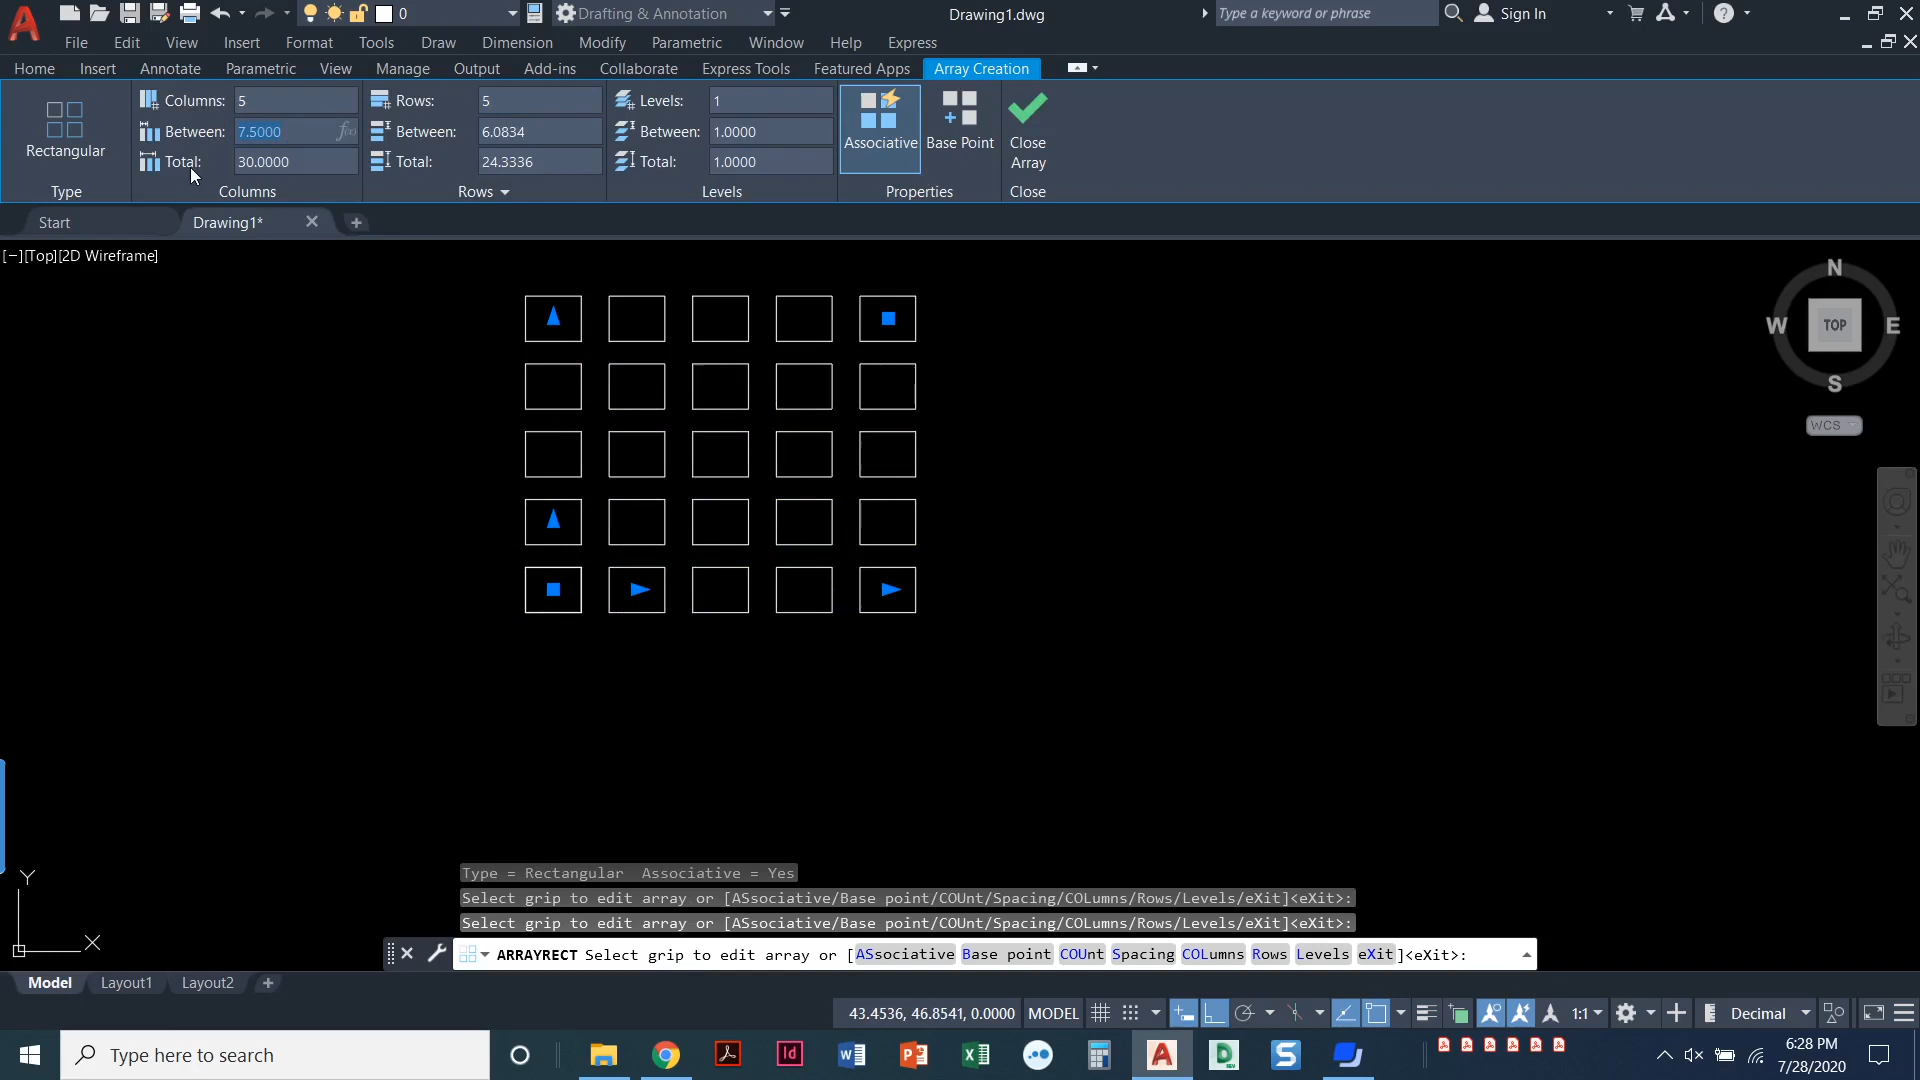 0
Drafting & Annotation
Drawing1.dwg
Type a keyword or phrase
Sign In
File Edit View Insert Format Tools Draw Dimension Modify Parametric Window Help Express
Home Insert Annotate Parametric View Manage Output Add-ins Collaborate Express Tools Featured Apps Array Creation
Columns: 5 Rows: 5 Levels: 1
Between: 7.5000 Between: 6.0834 Between: 1.0000
Total: 30.0000 Total: 24.3336 Total: 1.0000
Rectangular
Associative Base Point Close Array
Type Columns Rows Levels Properties Close
Start Drawing1*
[−][Top][2D Wireframe]
N
W TOP E
S
WCS
Y
X
Type = Rectangular Associative = Yes
Select grip to edit array or [ASsociative/Base point/COUnt/Spacing/COLumns/Rows/Levels/eXit]<eXit>:
Select grip to edit array or [ASsociative/Base point/COUnt/Spacing/COLumns/Rows/Levels/eXit]<eXit>:
ARRAYRECT Select grip to edit array or [ASsociative Base point COUnt Spacing COLumns Rows Levels eXit]<eXit>:
Model Layout1 Layout2
43.4536, 46.8541, 0.0000 MODEL 1:1 Decimal
Type here to search
6:28 PM
7/28/2020